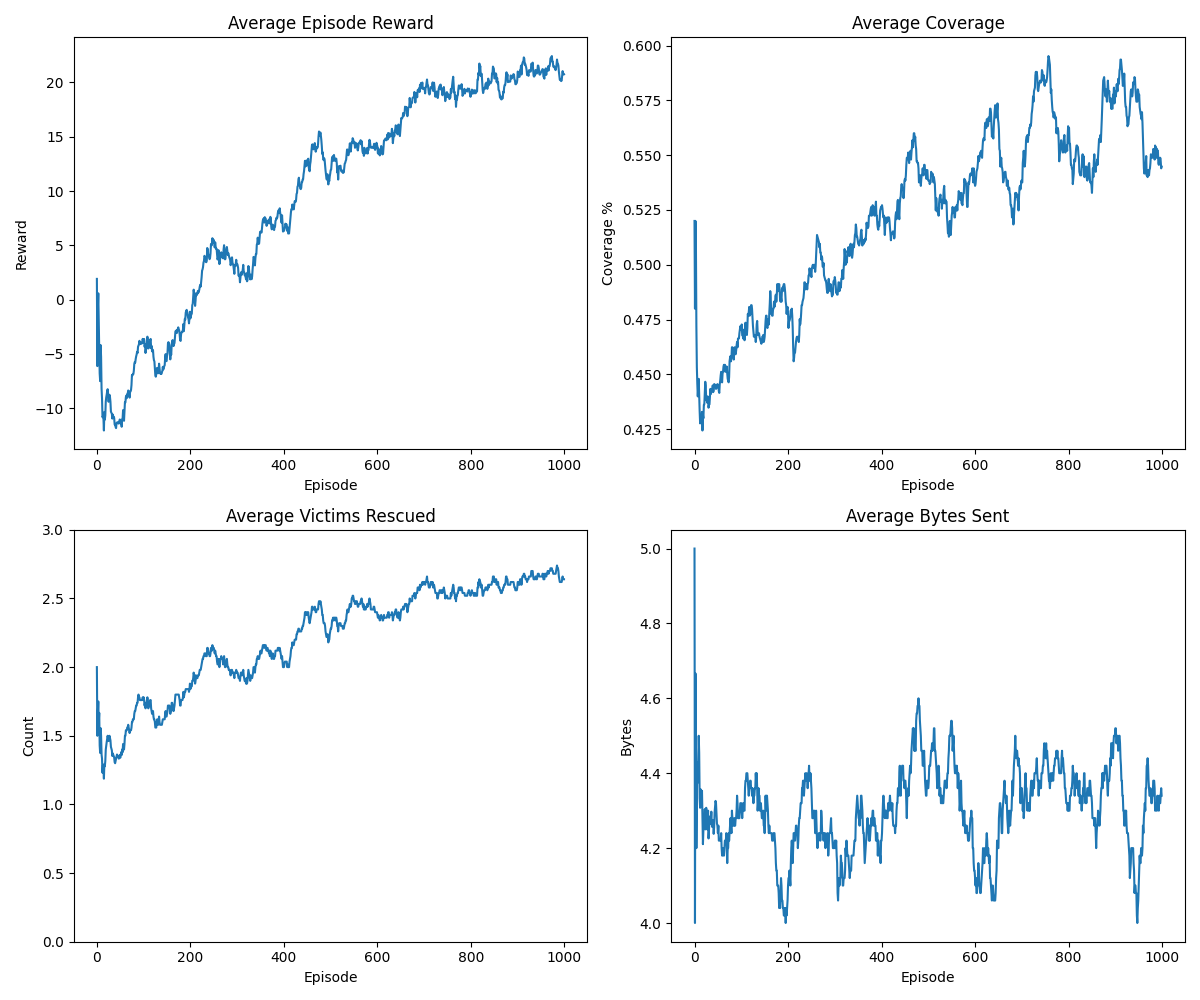 Average Episode Reward
Reward
20
15
10
5
0
−5
−10
0 200 400 600 800 1000
Episode
Average Coverage
Coverage %
0.600
0.575
0.550
0.525
0.500
0.475
0.450
0.425
0 200 400 600 800 1000
Episode
Average Victims Rescued
Count
3.0
2.5
2.0
1.5
1.0
0.5
0.0
0 200 400 600 800 1000
Episode
Average Bytes Sent
Bytes
5.0
4.8
4.6
4.4
4.2
4.0
0 200 400 600 800 1000
Episode